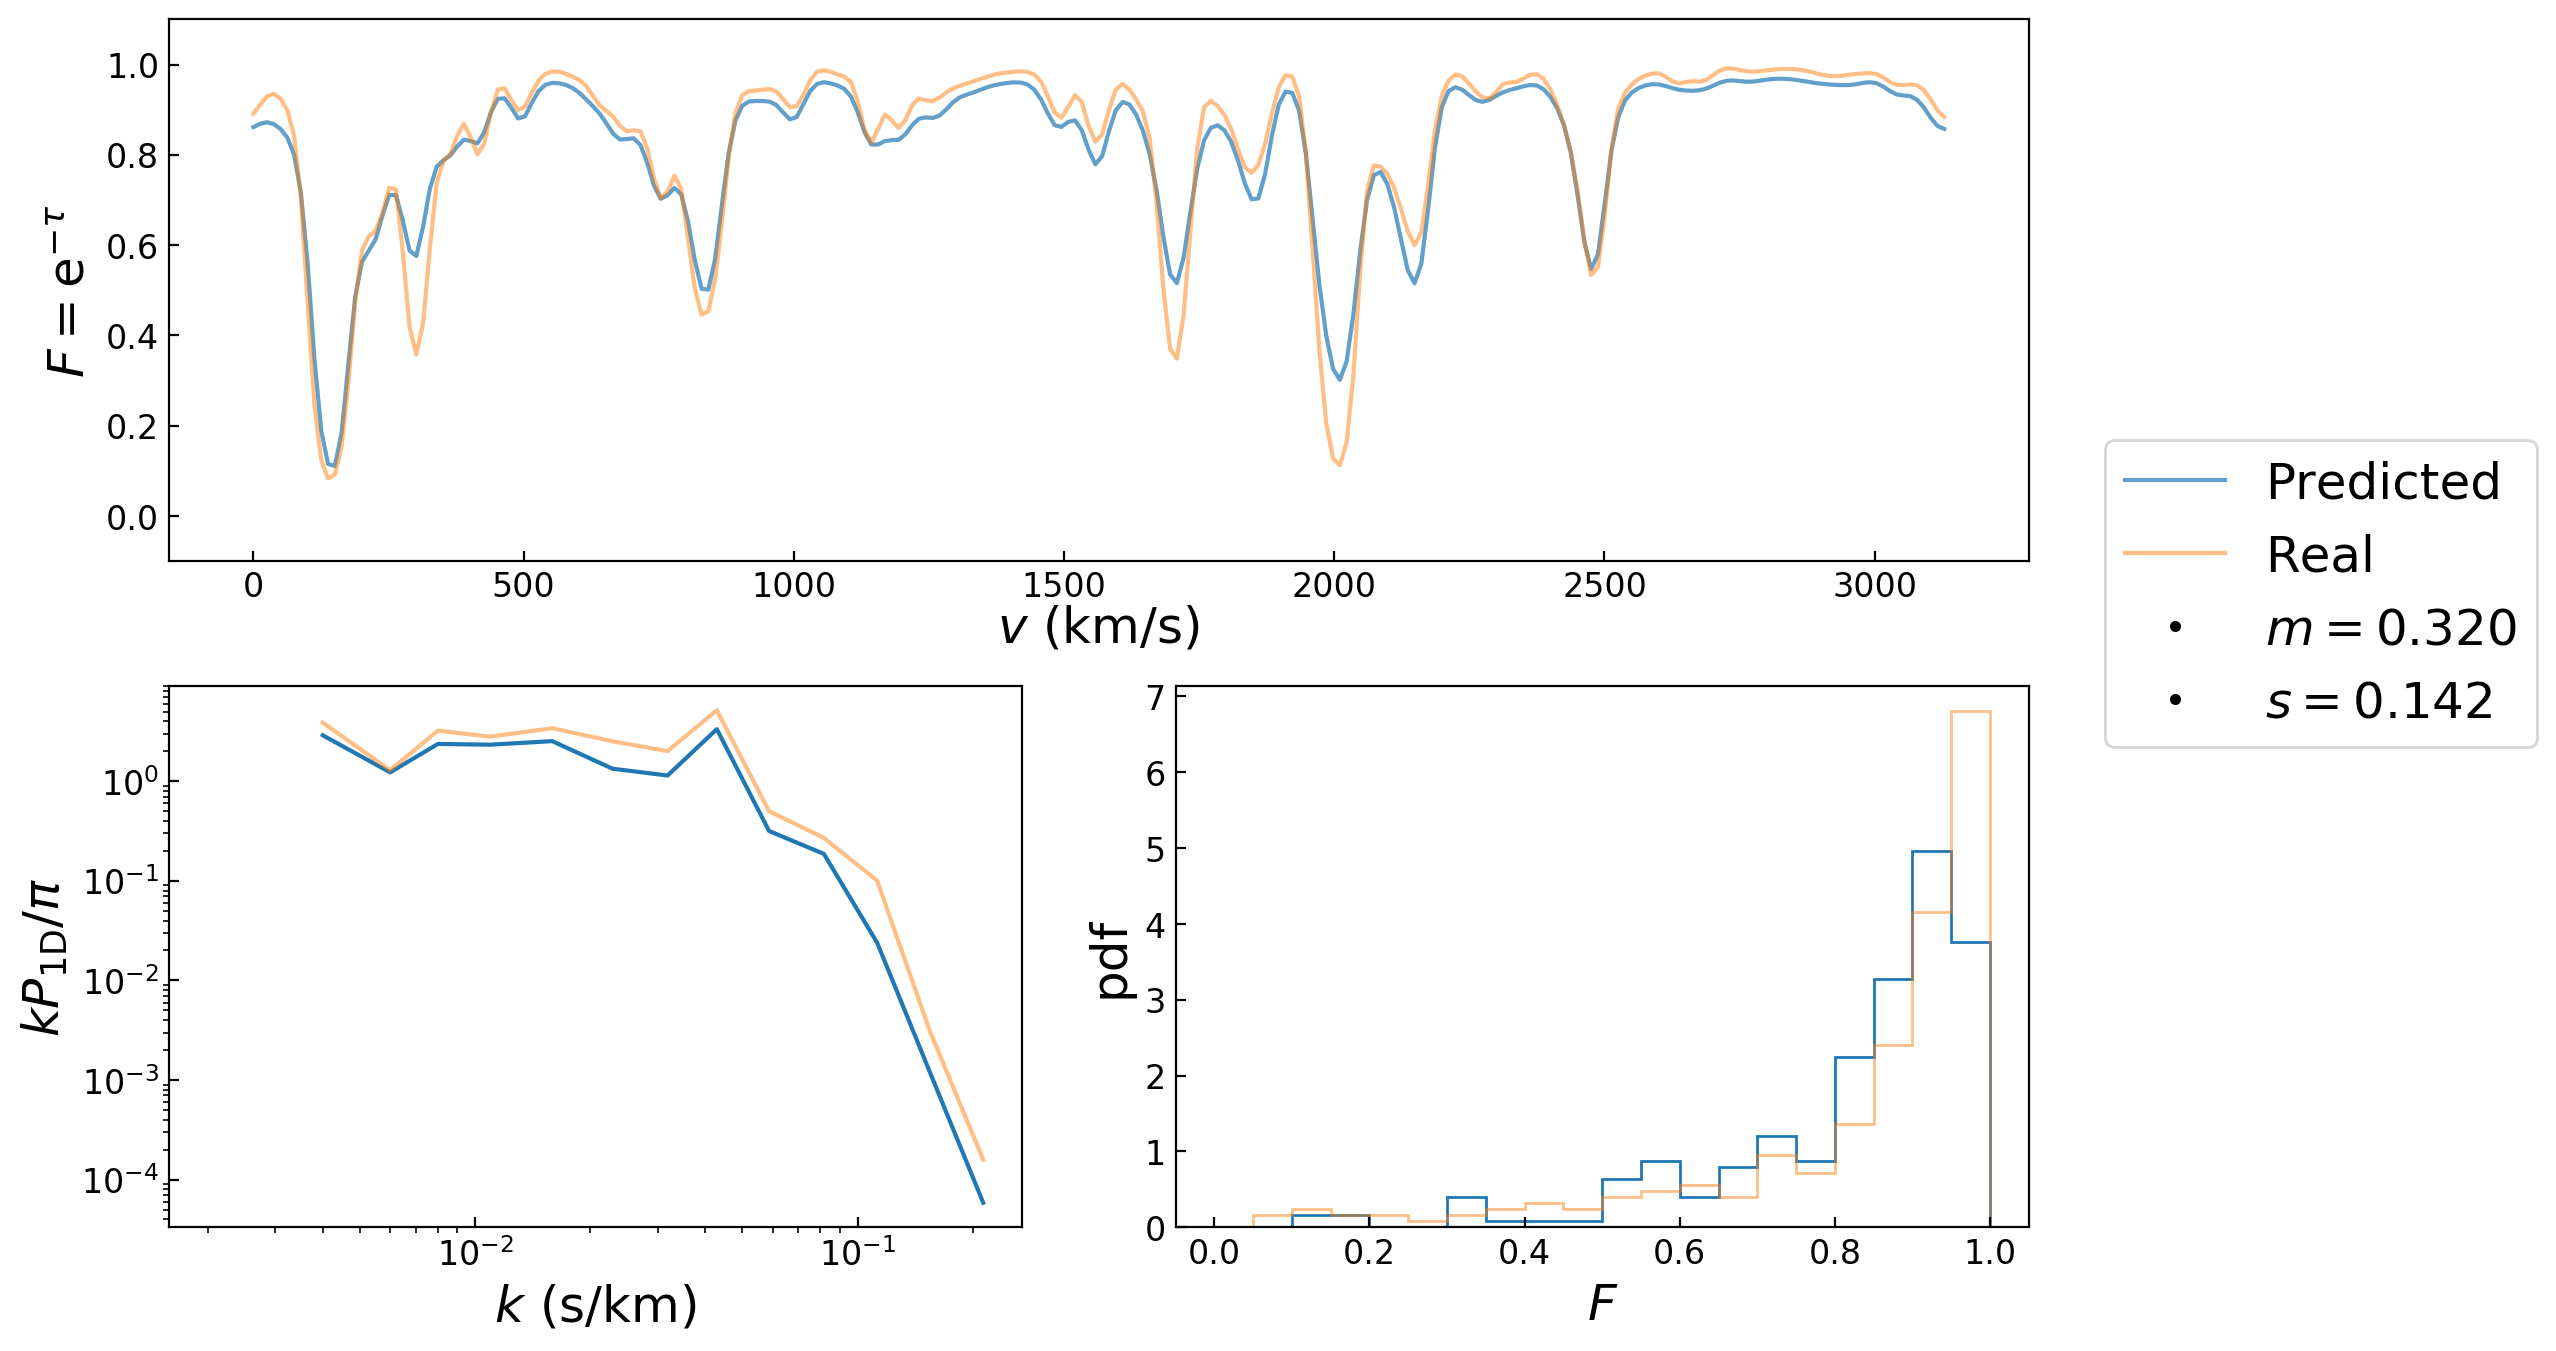 1.0
0.8
0.6
0.4
0.2
0.0
F = e^{−τ}
0 500 1000 1500 2000 2500 3000
v (km/s)
Predicted
Real
m = 0.320
s = 0.142
10⁰
10⁻¹
10⁻²
10⁻³
10⁻⁴
kP_{1D}/π
10⁻² 10⁻¹
k (s/km)
7
6
5
4
3
2
1
0
pdf
0.0 0.2 0.4 0.6 0.8 1.0
F